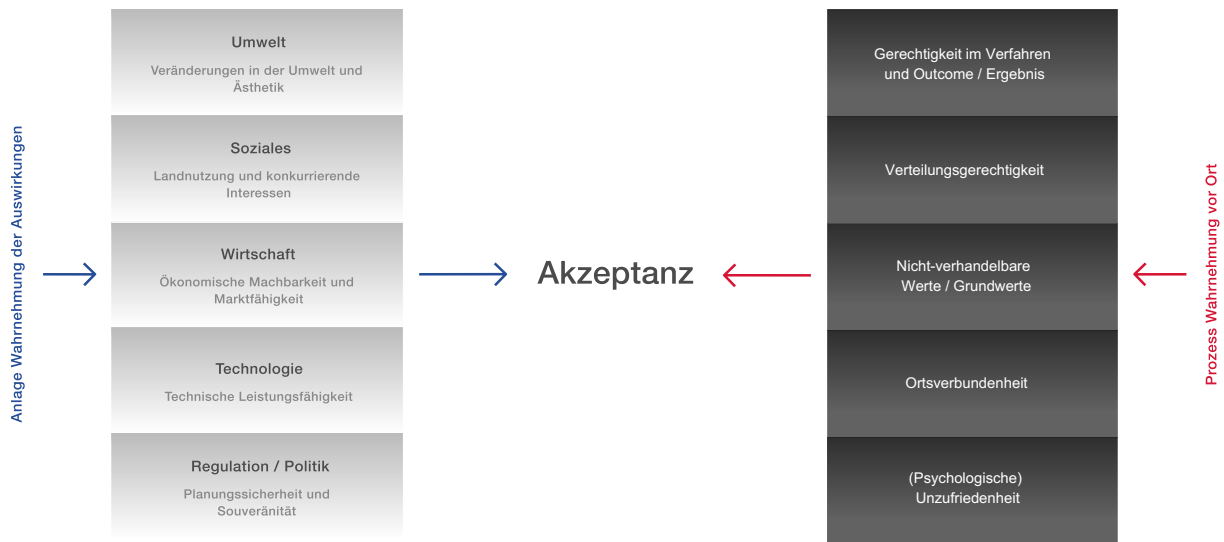 Anlage Wahrnehmung der Auswirkungen
Umwelt
Veränderungen in der Umwelt und
Ästhetik
Soziales
Landnutzung und konkurrierende
Interessen
Wirtschaft
Ökonomische Machbarkeit und
Marktfähigkeit
Technologie
Technische Leistungsfähigkeit
Regulation / Politik
Planungssicherheit und
Souveränität
Akzeptanz
Gerechtigkeit im Verfahren
und Outcome / Ergebnis
Verteilungsgerechtigkeit
Nicht-verhandelbare
Werte / Grundwerte
Ortsverbundenheit
(Psychologische)
Unzufriedenheit
Prozess Wahrnehmung vor Ort